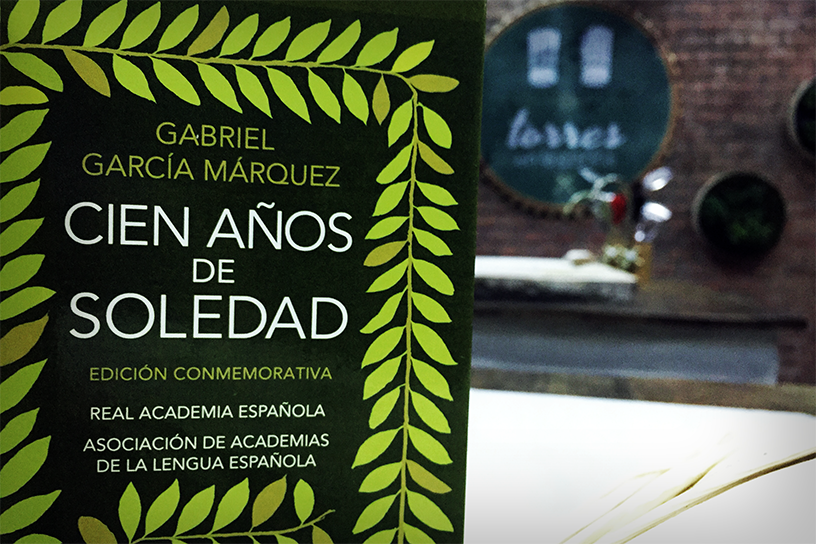 GABRIEL
GARCÍA MÁRQUEZ
CIEN AÑOS
DE
SOLEDAD
EDICIÓN CONMEMORATIVA
REAL ACADEMIA ESPAÑOLA
ASOCIACIÓN DE ACADEMIAS
DE LA LENGUA ESPAÑOLA
torres